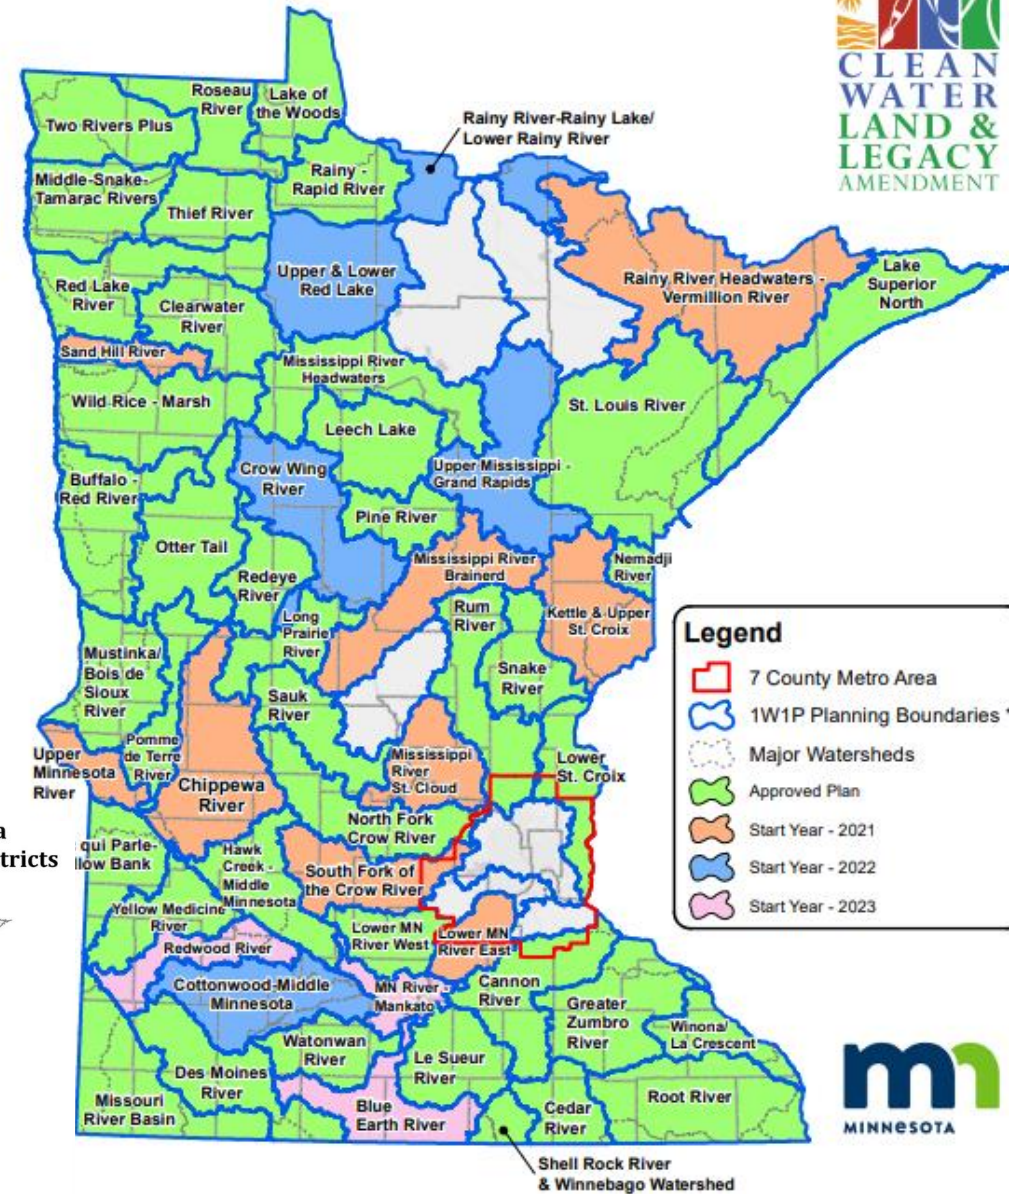 CLEAN
WATER
LAND &
LEGACY
AMENDMENT
Roseau
River
Lake of
the Woods
Two Rivers Plus
Rainy River-Rainy Lake/
Lower Rainy River
Rainy -
Rapid River
Middle-Snake-
Tamarac Rivers
Thief River
Upper & Lower
Red Lake
Rainy River Headwaters -
Vermillion River
Lake
Superior
North
Red Lake
River
Clearwater
River
Sand Hill River
Mississippi River
Headwaters
Wild Rice - Marsh
St. Louis River
Leech Lake
Buffalo -
Red River
Crow Wing
River
Upper Mississippi -
Grand Rapids
Pine River
Otter Tail
Mississippi River
Brainerd
Nemadji
River
Redeye
River
Long
Prairie
River
Rum
River
Kettle & Upper
St. Croix
Mustinka/
Bois de
Sioux
River
Snake
River
Sauk
River
Upper
Minnesota
River
Pomme
de Terre
River
Chippewa
River
Mississippi
River
St. Cloud
Lower
St. Croix
North Fork
Crow River
a
tricts
qui Parle-
llow Bank
Hawk
Creek -
Middle
Minnesota
South Fork of
the Crow River
Yellow Medicine
River
Redwood River
Lower MN
River West
Lower MN
River East
Cottonwood-Middle
Minnesota
MN River -
Mankato
Cannon
River
Greater
Zumbro
River
Winona/
La Crescent
Watonwan
River
Le Sueur
River
Des Moines
River
Missouri
River Basin
Blue
Earth River
Cedar
River
Root River
Shell Rock River
& Winnebago Watershed
Legend
7 County Metro Area
1W1P Planning Boundaries *
Major Watersheds
Approved Plan
Start Year - 2021
Start Year - 2022
Start Year - 2023
mn
MINNESOTA